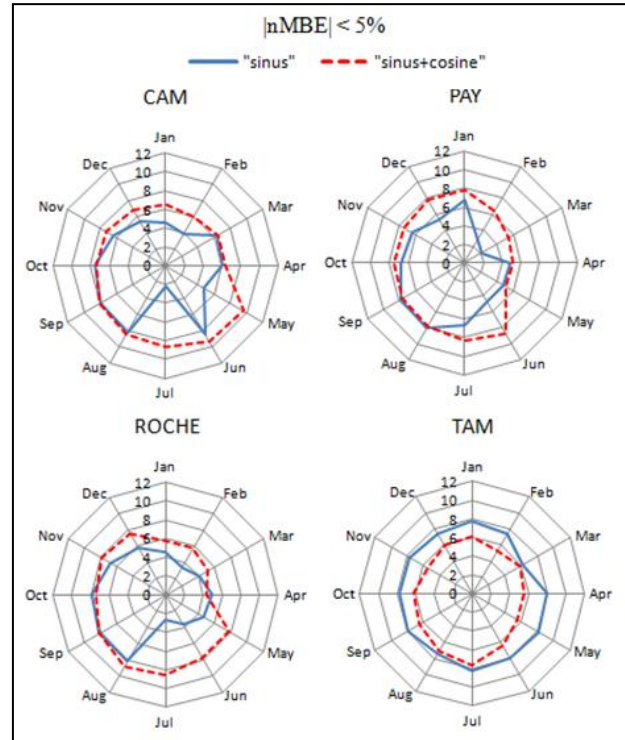 |nMBE| < 5%
"sinus" "sinus+cosine"
CAM
Jan
Feb
Mar
Apr
May
Jun
Jul
Aug
Sep
Oct
Nov
Dec
12
10
8
6
4
2
0
PAY
Jan
Feb
Mar
Apr
May
Jun
Jul
Aug
Sep
Oct
Nov
Dec
12
10
8
6
4
2
0
ROCHE
Jan
Feb
Mar
Apr
May
Jun
Jul
Aug
Sep
Oct
Nov
Dec
12
10
8
6
4
2
0
TAM
Jan
Feb
Mar
Apr
May
Jun
Jul
Aug
Sep
Oct
Nov
Dec
12
10
8
6
4
2
0